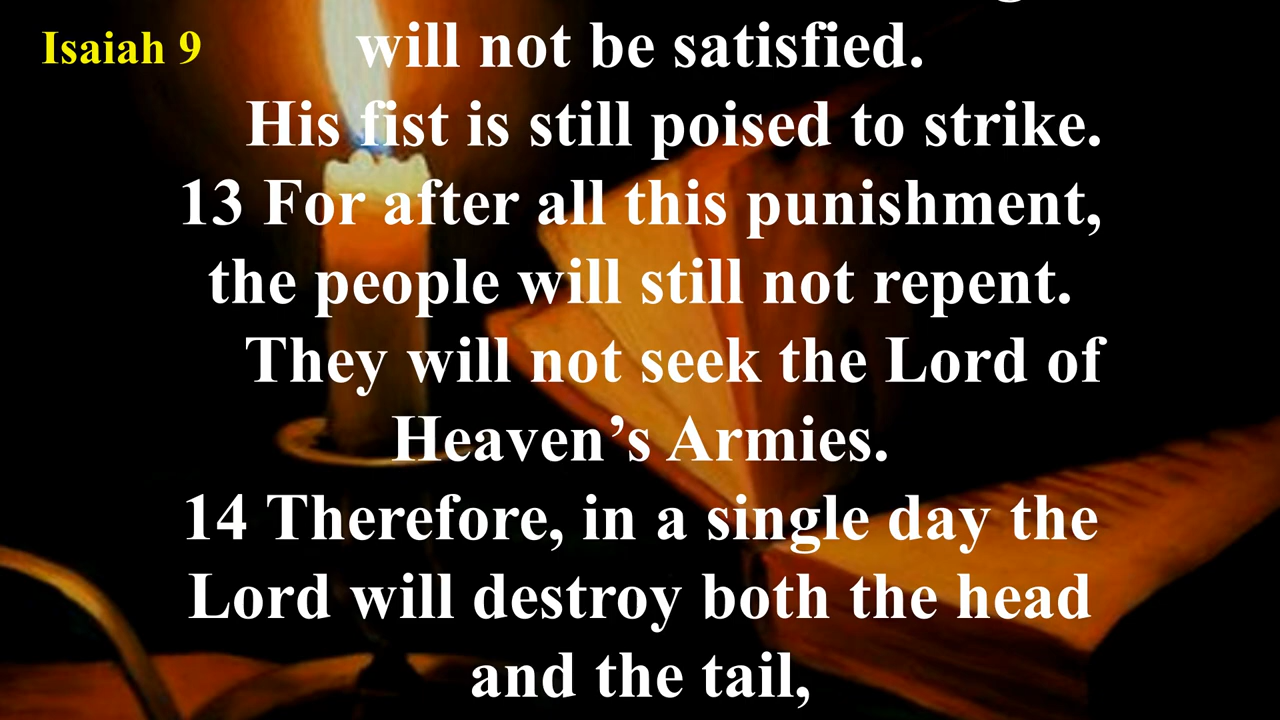 Isaiah 9
will not be satisfied.
His fist is still poised to strike.
13 For after all this punishment,
the people will still not repent.
They will not seek the Lord of
Heaven’s Armies.
14 Therefore, in a single day the
Lord will destroy both the head
and the tail,